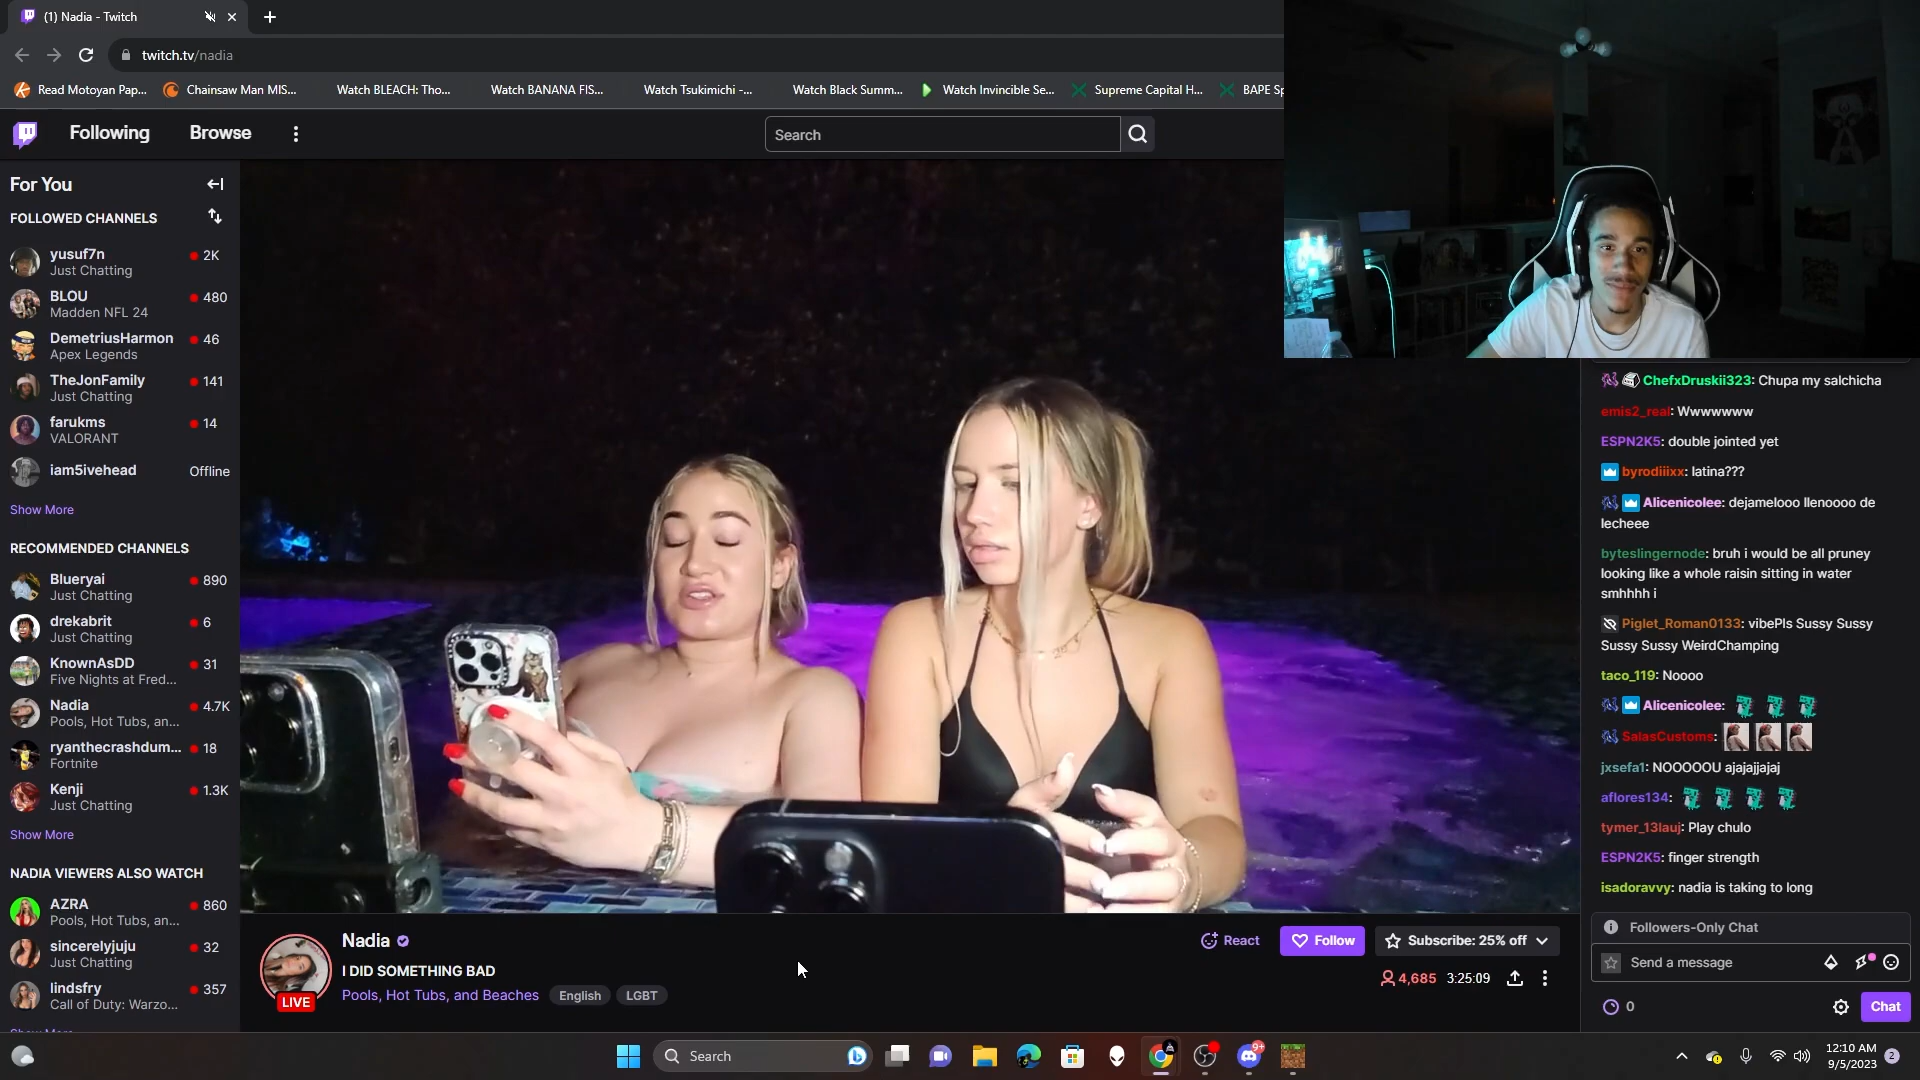 (1) Nadia - Twitch
twitch.tv/nadia
Read Motoyan Pap...
Chainsaw Man MIS...
Watch BLEACH: Tho...
Watch BANANA FIS...
Watch Tsukimichi -...
Watch Black Summ...
Watch Invincible Se...
Supreme Capital H...
BAPE Sp
Following
Browse
Search
For You
FOLLOWED CHANNELS
yusuf7n
2K
Just Chatting
BLOU
480
Madden NFL 24
DemetriusHarmon
46
Apex Legends
TheJonFamily
141
Just Chatting
farukms
14
VALORANT
iam5ivehead
Offline
Show More
RECOMMENDED CHANNELS
Blueryai
890
Just Chatting
drekabrit
6
Just Chatting
KnownAsDD
31
Five Nights at Fred...
Nadia
4.7K
Pools, Hot Tubs, an...
ryanthecrashdum...
18
Fortnite
Kenji
1.3K
Just Chatting
Show More
NADIA VIEWERS ALSO WATCH
AZRA
860
Pools, Hot Tubs, an...
sincerelyjuju
32
Just Chatting
lindsfry
357
Call of Duty: Warzo...
Show More
Nadia
I DID SOMETHING BAD
Pools, Hot Tubs, and Beaches
English
LGBT
LIVE
React
Follow
Subscribe: 25% off
4,685
3:25:09
ChefxDruskii323: Chupa my salchicha
emis2_real: Wwwwwww
ESPN2K5: double jointed yet
byrodiiixx: latina???
Alicenicolee: dejamelooo llenoooo de
lecheee
byteslingernode: bruh i would be all pruney
looking like a whole raisin sitting in water
smhhhh i
Piglet_Roman0133: vibePls Sussy Sussy
Sussy Sussy WeirdChamping
taco_119: Noooo
Alicenicolee:
SalasCustoms:
jxsefa1: NOOOOOU ajajajjajaj
aflores134:
tymer_13lauj: Play chulo
ESPN2K5: finger strength
isadoravvy: nadia is taking to long
Followers-Only Chat
Send a message
0
Chat
Search
9+
12:10 AM
9/5/2023
2